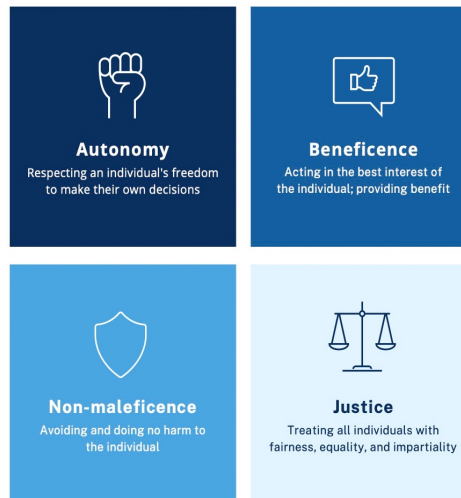 Autonomy
Respecting an individual's freedom
to make their own decisions
Beneficence
Acting in the best interest of
the individual; providing benefit
Non-maleficence
Avoiding and doing no harm to
the individual
Justice
Treating all individuals with
fairness, equality, and impartiality